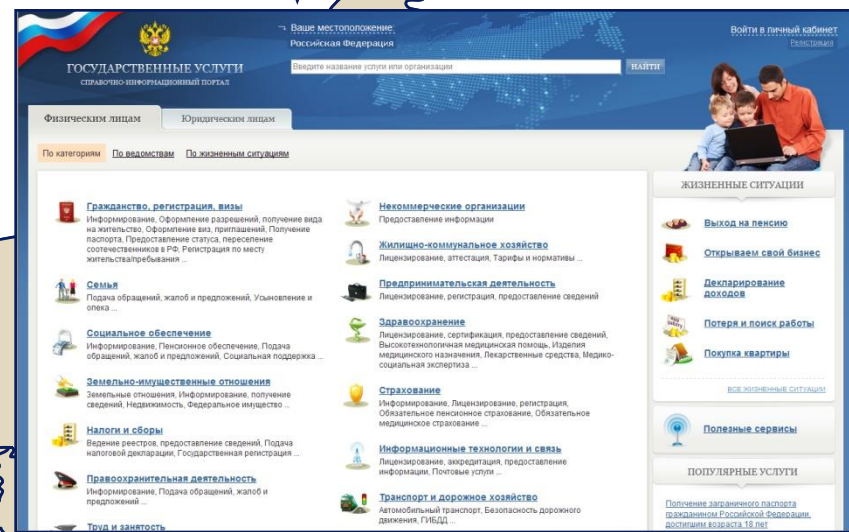 Ваше местоположение:
Российская Федерация
Войти в личный кабинет
Регистрация
ГОСУДАРСТВЕННЫЕ УСЛУГИ
СПРАВОЧНО-ИНФОРМАЦИОННЫЙ ПОРТАЛ
Введите название услуги или организации
НАЙТИ
Физическим лицам
Юридическим лицам
По категориям
По ведомствам
По жизненным ситуациям
Гражданство, регистрация, визы
Информирование, Оформление разрешений, получение вида
на жительство, Оформление виз, приглашений, Получение
паспорта, Предоставление статуса, переселение
соотечественников в РФ, Регистрация по месту
жительства/пребывания ...
Семья
Подача обращений, жалоб и предложений, Усыновление и
опека ...
Социальное обеспечение
Информирование, Пенсионное обеспечение, Подача
обращений, жалоб и предложений, Социальная поддержка ...
Земельно-имущественные отношения
Земельные отношения, Информирование, получение
сведений, Недвижимость, Федеральное имущество ...
Налоги и сборы
Ведение реестров, предоставление сведений, Подача
налоговой декларации, Государственная регистрация ...
Правоохранительная деятельность
Информирование, Подача обращений, жалоб и
предложений ...
Труд и занятость
Некоммерческие организации
Предоставление информации
Жилищно-коммунальное хозяйство
Лицензирование, аттестация, Тарифы и нормативы ...
Предпринимательская деятельность
Лицензирование, регистрация, предоставление сведений
Здравоохранение
Лицензирование, сертификация, предоставление сведений,
Высокотехнологичная медицинская помощь, Изделия
медицинского назначения, Лекарственные средства, Медико-
социальная экспертиза ...
Страхование
Информирование, Лицензирование, регистрация,
Обязательное пенсионное страхование, Обязательное
медицинское страхование ...
Информационные технологии и связь
Лицензирование, аккредитация, предоставление
информации, Почтовые услуги ...
Транспорт и дорожное хозяйство
Автомобильный транспорт, Безопасность дорожного
движения, ГИБДД ...
ЖИЗНЕННЫЕ СИТУАЦИИ
Выход на пенсию
Открываем свой бизнес
Декларирование
доходов
Потеря и поиск работы
Покупка квартиры
ВСЕ ЖИЗНЕННЫЕ СИТУАЦИИ
Полезные сервисы
ПОПУЛЯРНЫЕ УСЛУГИ
Получение заграничного паспорта
гражданином Российской Федерации,
достигшим возраста 18 лет